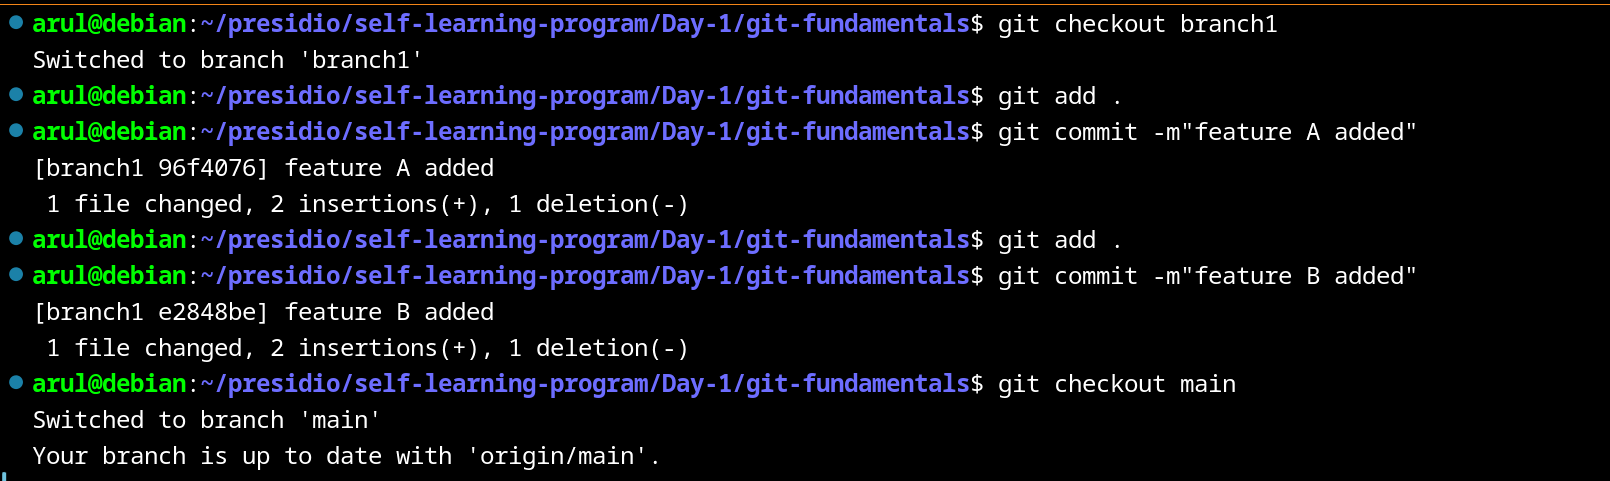 arul@debian:~/presidio/self-learning-program/Day-1/git-fundamentals$ git checkout branch1
Switched to branch 'branch1'
arul@debian:~/presidio/self-learning-program/Day-1/git-fundamentals$ git add .
arul@debian:~/presidio/self-learning-program/Day-1/git-fundamentals$ git commit -m"feature A added"
[branch1 96f4076] feature A added
 1 file changed, 2 insertions(+), 1 deletion(-)
arul@debian:~/presidio/self-learning-program/Day-1/git-fundamentals$ git add .
arul@debian:~/presidio/self-learning-program/Day-1/git-fundamentals$ git commit -m"feature B added"
[branch1 e2848be] feature B added
 1 file changed, 2 insertions(+), 1 deletion(-)
arul@debian:~/presidio/self-learning-program/Day-1/git-fundamentals$ git checkout main
Switched to branch 'main'
Your branch is up to date with 'origin/main'.